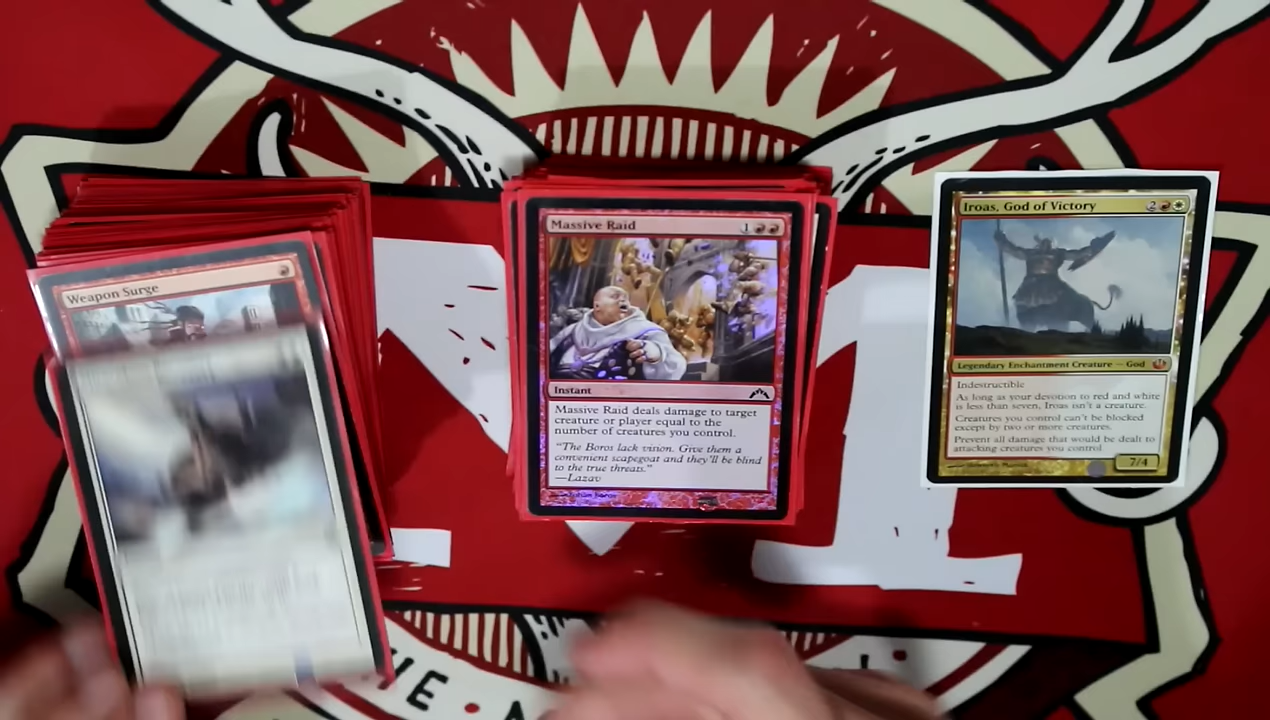 Weapon Surge
Massive Raid
1
Instant
Massive Raid deals damage to target
creature or player equal to the
number of creatures you control.
"The Boros lack vision. Give them a
convenient scapegoat and they'll be blind
to the true threats."
—Lazav
Iroas, God of Victory
2
Legendary Enchantment Creature — God
Indestructible
As long as your devotion to red and white
is less than seven, Iroas isn't a creature.
Creatures you control can't be blocked
except by two or more creatures.
Prevent all damage that would be dealt to
attacking creatures you control.
7/4